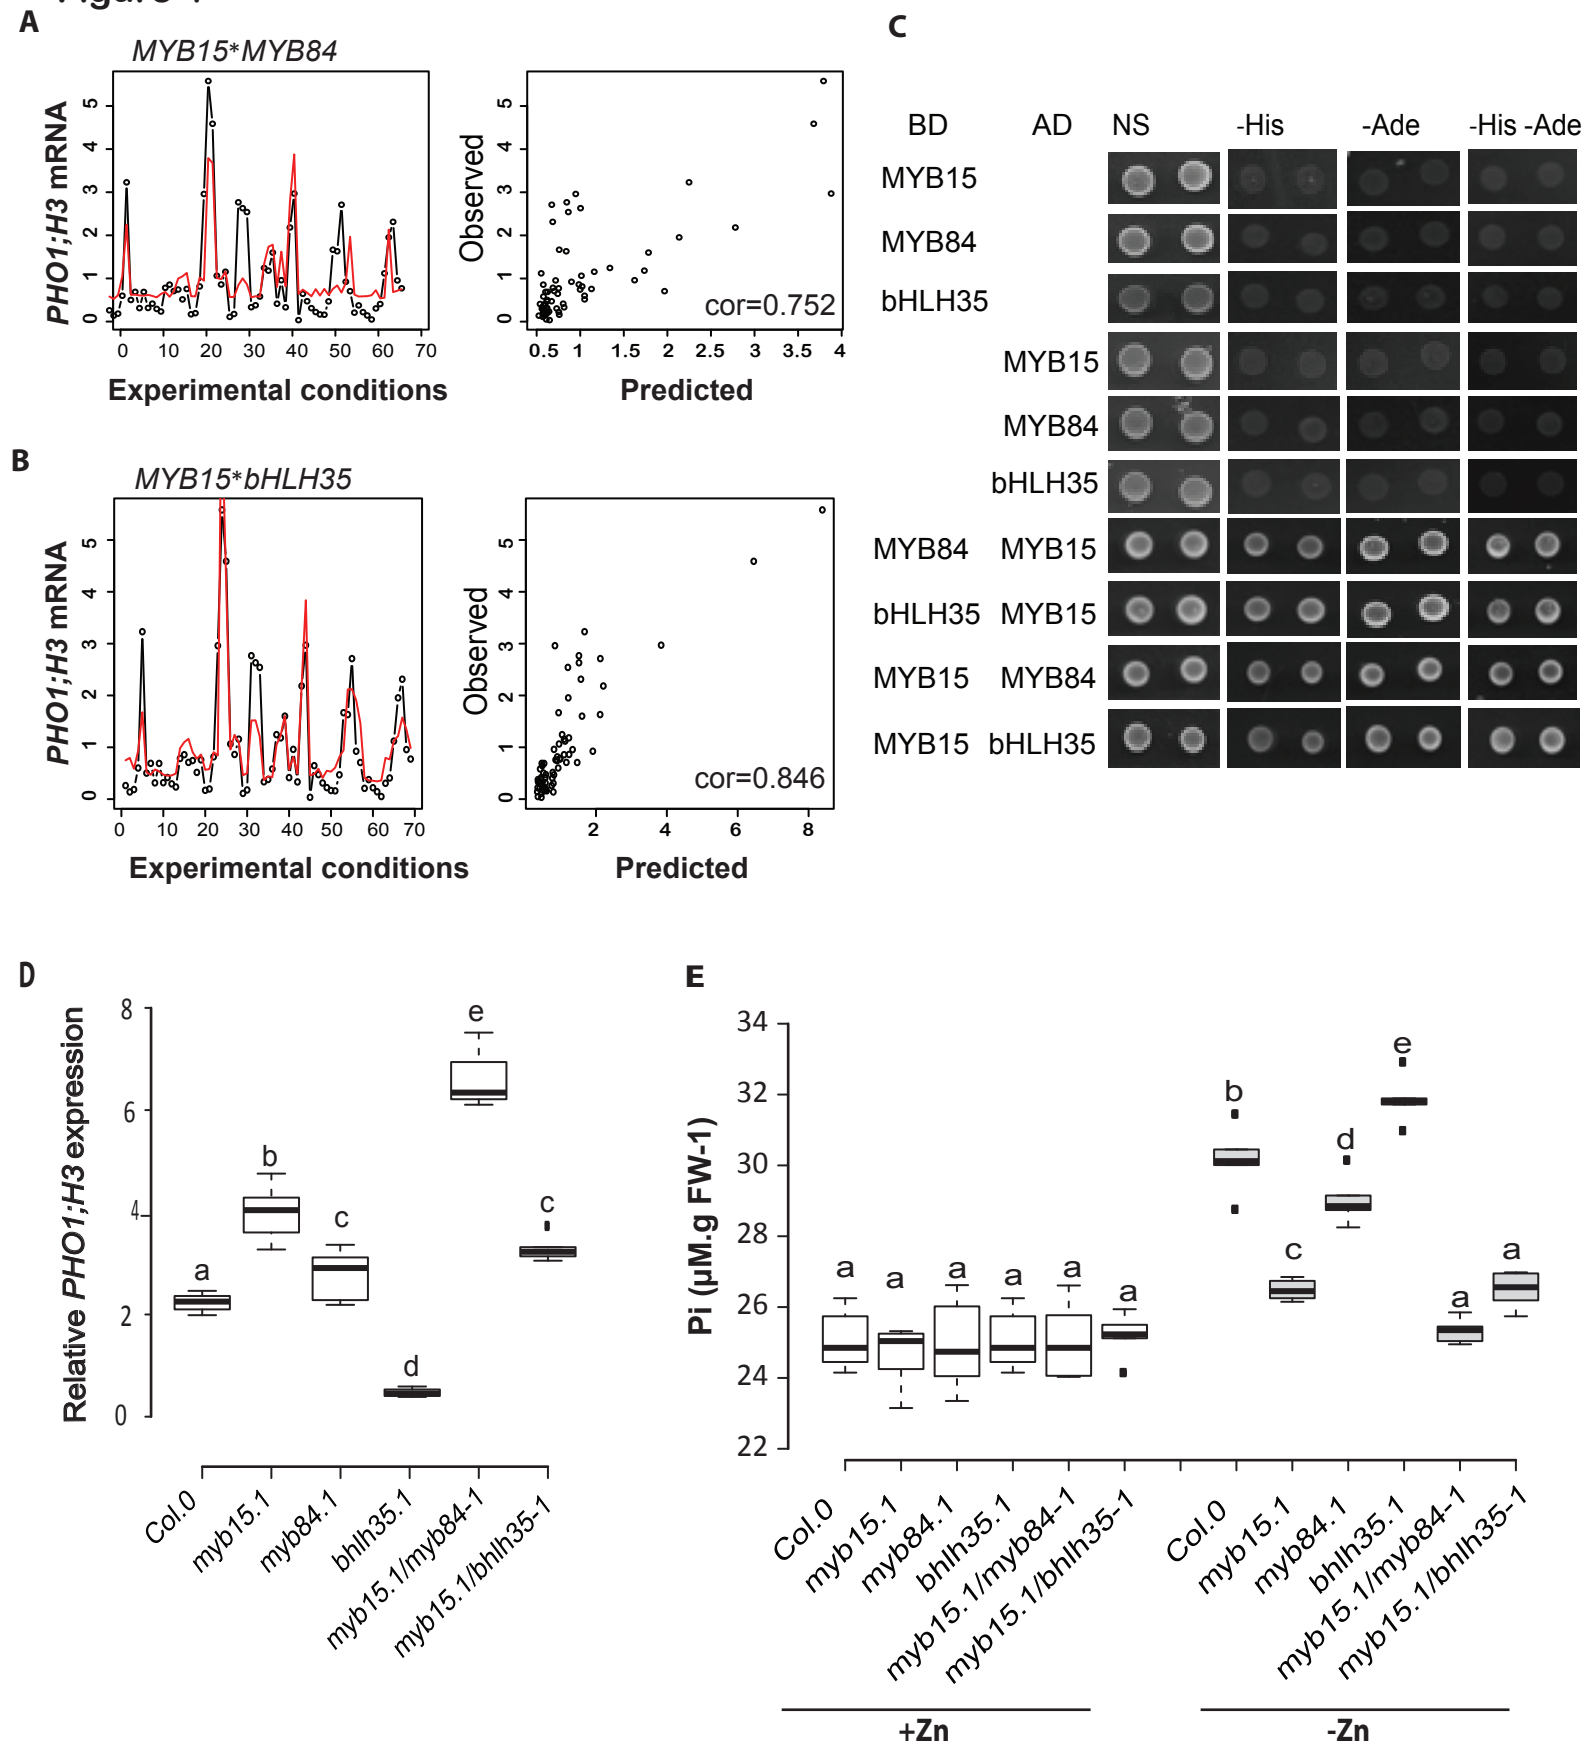 A
MYB15*MYB84
PHO1;H3 mRNA
0 1 2 3 4 5
0 10 20 30 40 50 60 70
Experimental conditions
Observed
0 1 2 3 4 5
cor=0.752
0.5 1 1.5 2 2.5 3 3.5 4
Predicted
B
MYB15*bHLH35
PHO1;H3 mRNA
0 1 2 3 4 5
0 10 20 30 40 50 60 70
Experimental conditions
Observed
0 1 2 3 4 5
cor=0.846
2 4 6 8
Predicted
C
BD AD NS -His -Ade -His -Ade
MYB15
MYB84
bHLH35
MYB15
MYB84
bHLH35
MYB84 MYB15
bHLH35 MYB15
MYB15 MYB84
MYB15 bHLH35
D
Relative PHO1;H3 expression
8
6
4
2
0
a b c d e c
Col.0
myb15.1
myb84.1
bhlh35.1
myb15.1/myb84-1
myb15.1/bhlh35-1
E
Pi (µM.g FW-1)
34
32
30
28
26
24
22
a a a a a a b c d e a a
Col.0
myb15.1
myb84.1
bhlh35.1
myb15.1/myb84-1
myb15.1/bhlh35-1
Col.0
myb15.1
myb84.1
bhlh35.1
myb15.1/myb84-1
myb15.1/bhlh35-1
+Zn
-Zn